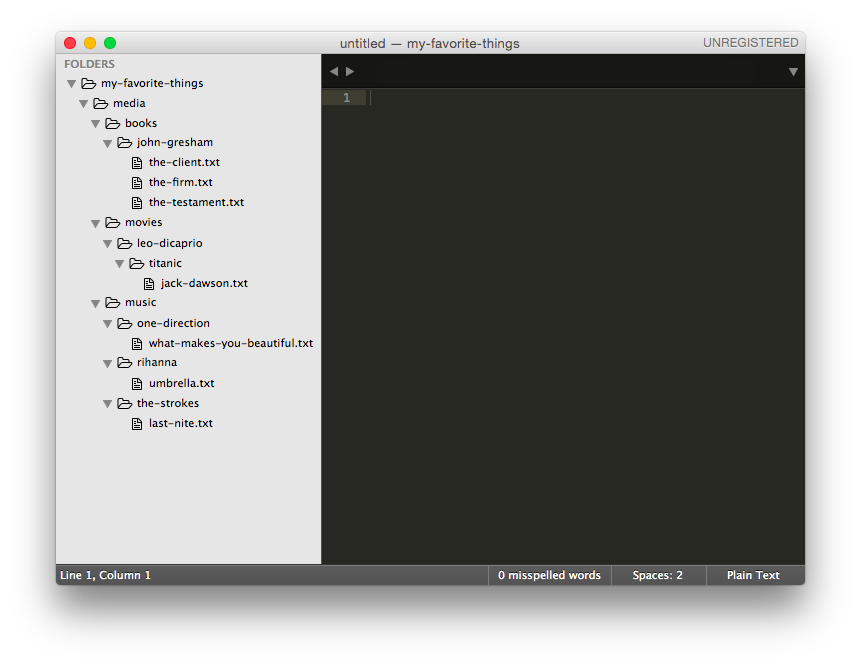 untitled — my-favorite-things
UNREGISTERED
FOLDERS
my-favorite-things
media
books
john-gresham
the-client.txt
the-firm.txt
the-testament.txt
movies
leo-dicaprio
titanic
jack-dawson.txt
music
one-direction
what-makes-you-beautiful.txt
rihanna
umbrella.txt
the-strokes
last-nite.txt
1
Line 1, Column 1
0 misspelled words
Spaces: 2
Plain Text